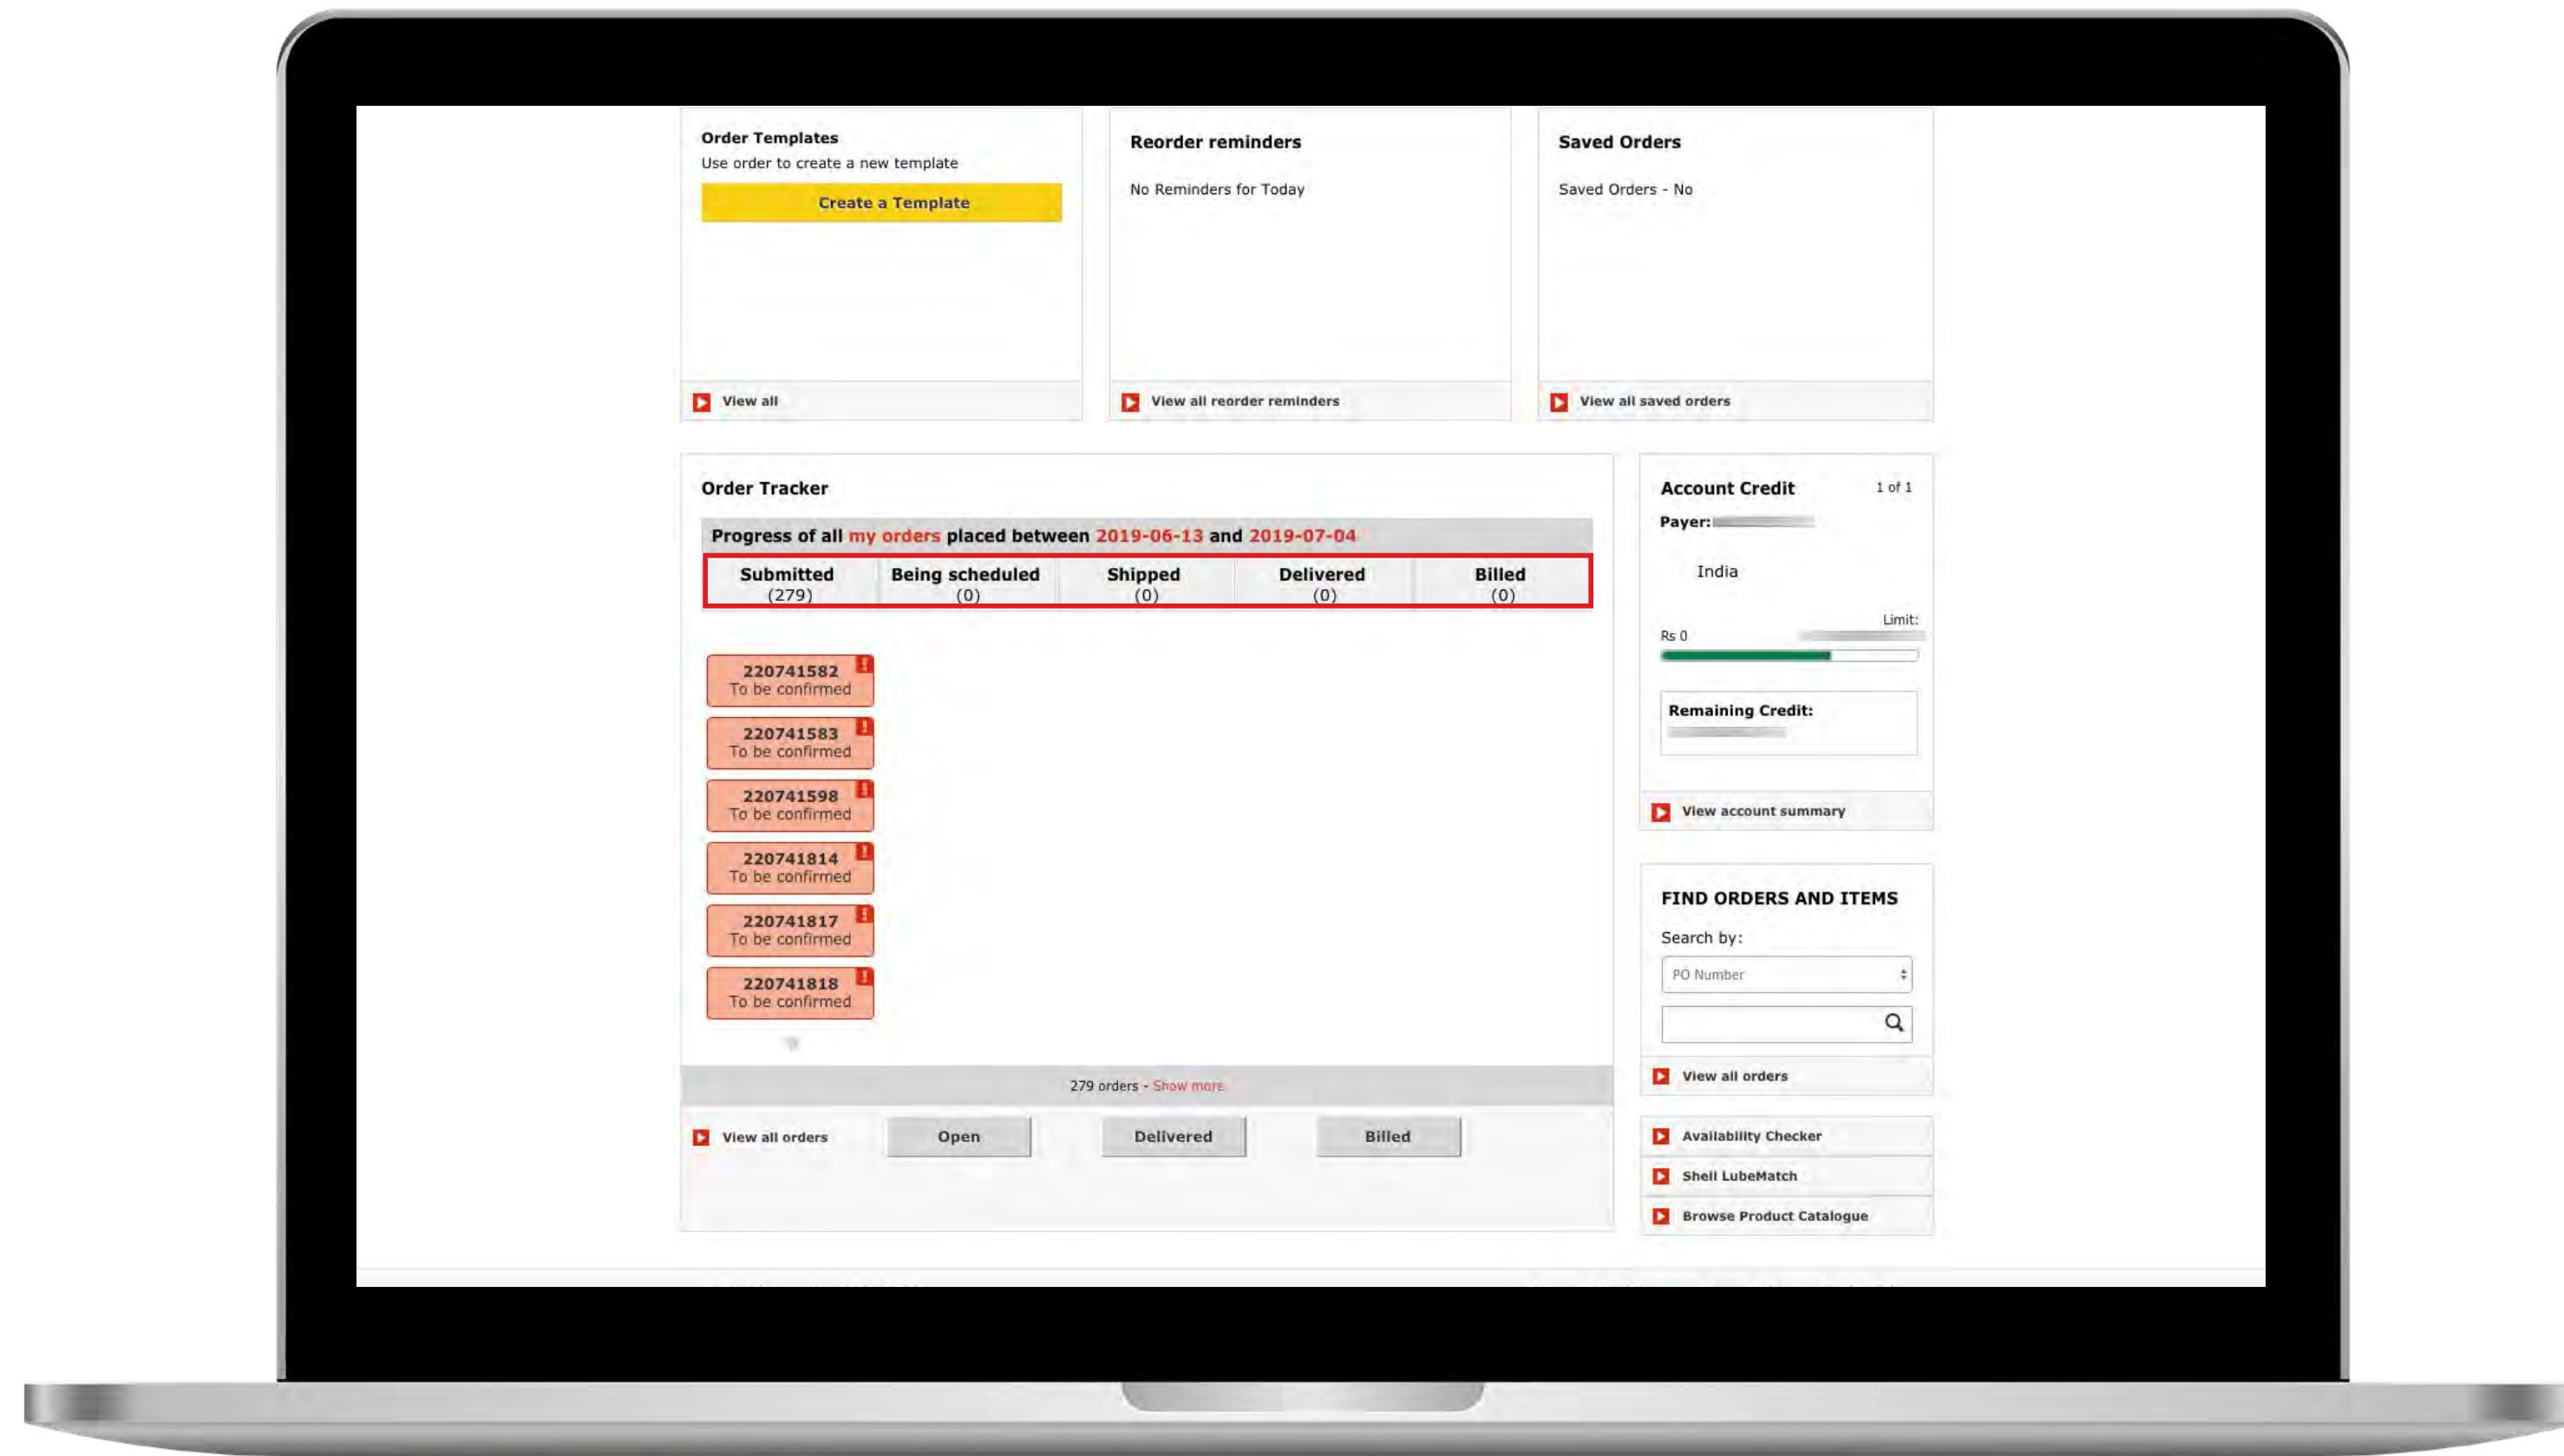 Order Templates
Use order to create a new template
Create a Template
View all
Reorder reminders
No Reminders for Today
View all reorder reminders
Saved Orders
Saved Orders - No
View all saved orders
Order Tracker
Progress of all my orders placed between 2019-06-13 and 2019-07-04
Submitted Being scheduled Shipped Delivered Billed
(279) (0) (0) (0) (0)
220741582
To be confirmed
220741583
To be confirmed
220741598
To be confirmed
220741814
To be confirmed
220741817
To be confirmed
220741818
To be confirmed
279 orders - Show more
View all orders Open Delivered Billed
Account Credit 1 of 1
Payer:
India
Limit:
Rs 0
Remaining Credit:
View account summary
FIND ORDERS AND ITEMS
Search by:
PO Number
View all orders
Availability Checker
Shell LubeMatch
Browse Product Catalogue